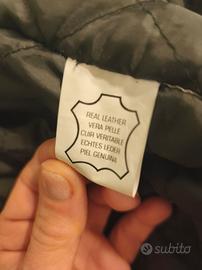 REAL LEATHER
VERA PELLE
CUIR VERITABLE
ECHTES LEDER
PIEL GENUINA
subito